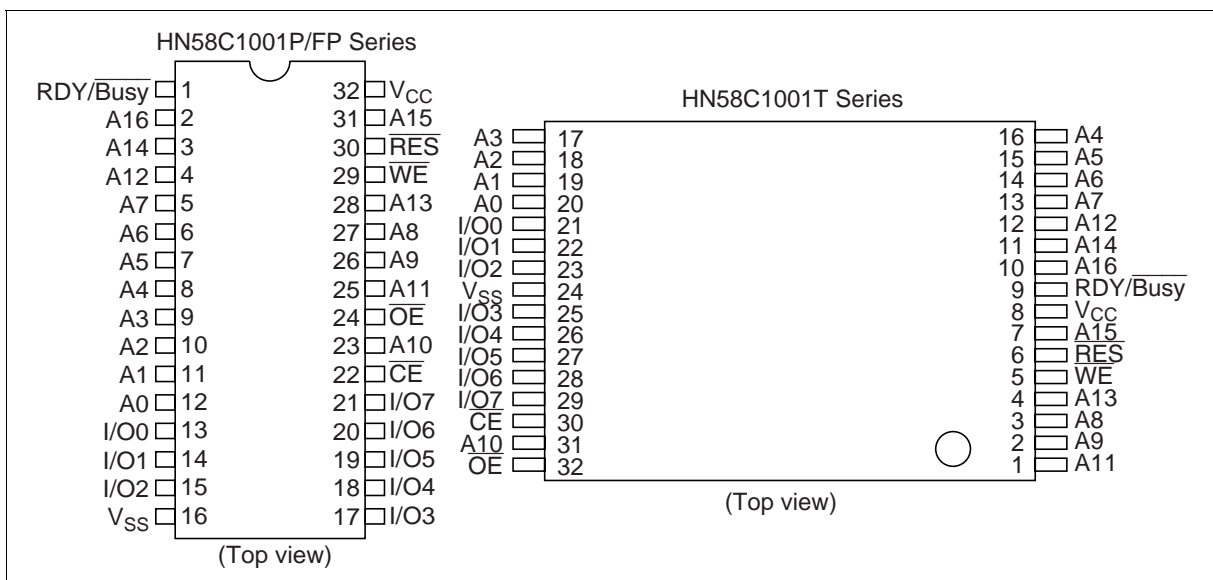 HN58C1001P/FP Series
RDY/Busy 1 32 VCC
A16 2 31 A15
A14 3 30 RES
A12 4 29 WE
A7 5 28 A13
A6 6 27 A8
A5 7 26 A9
A4 8 25 A11
A3 9 24 OE
A2 10 23 A10
A1 11 22 CE
A0 12 21 I/O7
I/O0 13 20 I/O6
I/O1 14 19 I/O5
I/O2 15 18 I/O4
VSS 16 17 I/O3
(Top view)
HN58C1001T Series
A3 17 16 A4
A2 18 15 A5
A1 19 14 A6
A0 20 13 A7
I/O0 21 12 A12
I/O1 22 11 A14
I/O2 23 10 A16
VSS 24 9 RDY/Busy
I/O3 25 8 VCC
I/O4 26 7 A15
I/O5 27 6 RES
I/O6 28 5 WE
I/O7 29 4 A13
CE 30 3 A8
A10 31 2 A9
OE 32 1 A11
(Top view)